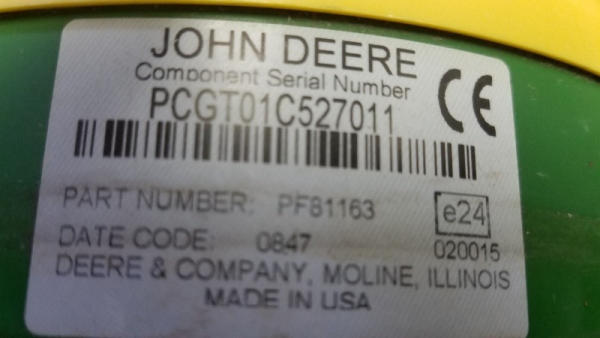 JOHN DEERE
Component Serial Number
PCGT01C527011
CE
PART NUMBER: PF81163
e24
DATE CODE: 0847
020015
DEERE & COMPANY, MOLINE, ILLINOIS
MADE IN USA